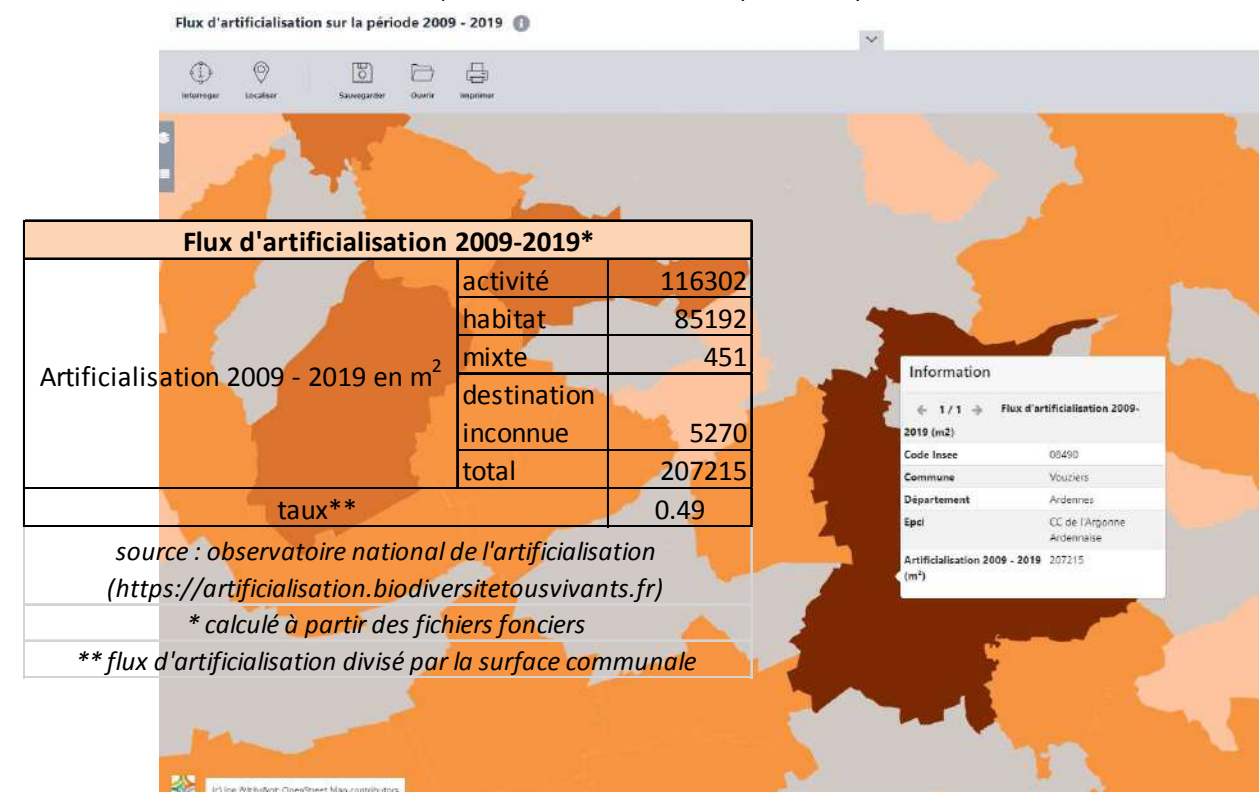 Flux d'artificialisation sur la période 2009 - 2019
Interroger Localiser Sauvegarder Ouvrir Imprimer
Flux d'artificialisation 2009-2019*
Artificialisation 2009 - 2019 en m²
activité 116302
habitat 85192
mixte 451
destination
inconnue 5270
total 207215
taux** 0.49
source : observatoire national de l'artificialisation
(https://artificialisation.biodiversitetousvivants.fr)
* calculé à partir des fichiers fonciers
** flux d'artificialisation divisé par la surface communale
Information
← 1 / 1 → Flux d'artificialisation 2009-
2019 (m2)
Code Insee 08490
Commune Vouziers
Département Ardennes
Epci CC de l'Argonne
Ardennaise
Artificialisation 2009 - 2019 207215
(m²)
OpenStreet Map contributors